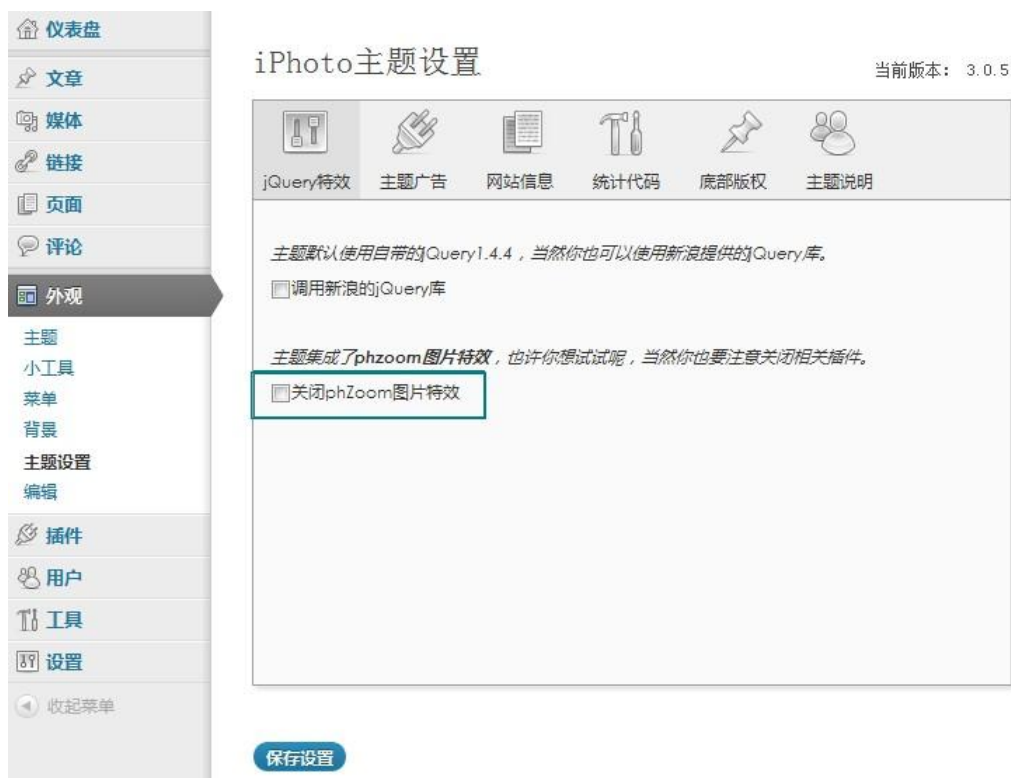 仪表盘
文章
媒体
链接
页面
评论
外观
主题
小工具
菜单
背景
主题设置
编辑
插件
用户
工具
设置
收起菜单
iPhoto主题设置
当前版本： 3.0.5
jQuery特效 主题广告 网站信息 统计代码 底部版权 主题说明
主题默认使用自带的jQuery1.4.4，当然你也可以使用新浪提供的jQuery库。
调用新浪的jQuery库
主题集成了phzoom图片特效，也许你想试试呢，当然你也要注意关闭相关插件。
关闭phZoom图片特效
保存设置